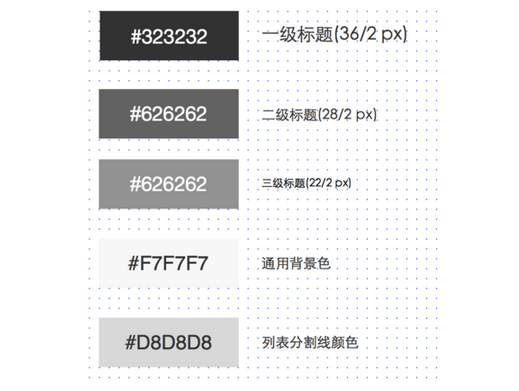 #323232 一级标题(36/2 px)
#626262 二级标题(28/2 px)
#626262 三级标题(22/2 px)
#F7F7F7 通用背景色
#D8D8D8 列表分割线颜色